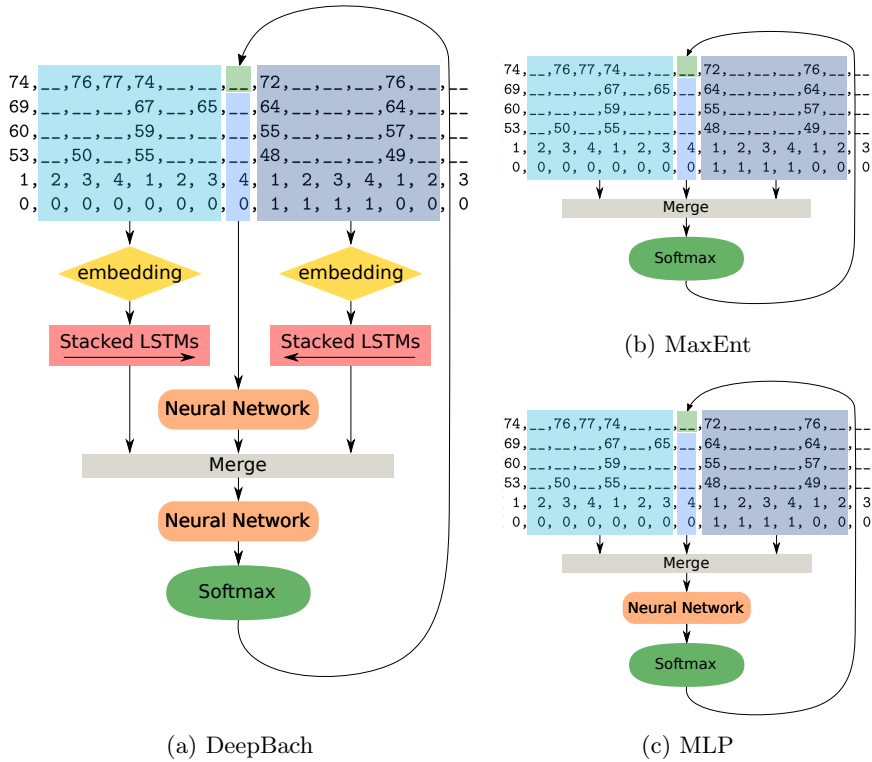 74,__,76,77,74,__,__,__,72,__,__,__,76,__,__
69,__,__,__,67,__,65,__,64,__,__,__,64,__,__
60,__,__,__,59,__,__,__,55,__,__,__,57,__,__
53,__,50,__,55,__,__,__,48,__,__,__,49,__,__
1, 2, 3, 4, 1, 2, 3, 4, 1, 2, 3, 4, 1, 2, 3
0, 0, 0, 0, 0, 0, 0, 0, 1, 1, 1, 1, 0, 0, 0
embedding embedding
Stacked LSTMs Stacked LSTMs
Neural Network
Merge
Neural Network
Softmax
(a) DeepBach
74,__,76,77,74,__,__,__,72,__,__,__,76,__,__
69,__,__,__,67,__,65,__,64,__,__,__,64,__,__
60,__,__,__,59,__,__,__,55,__,__,__,57,__,__
53,__,50,__,55,__,__,__,48,__,__,__,49,__,__
1, 2, 3, 4, 1, 2, 3, 4, 1, 2, 3, 4, 1, 2, 3
0, 0, 0, 0, 0, 0, 0, 0, 1, 1, 1, 1, 0, 0, 0
Merge
Softmax
(b) MaxEnt
74,__,76,77,74,__,__,__,72,__,__,__,76,__,__
69,__,__,__,67,__,65,__,64,__,__,__,64,__,__
60,__,__,__,59,__,__,__,55,__,__,__,57,__,__
53,__,50,__,55,__,__,__,48,__,__,__,49,__,__
1, 2, 3, 4, 1, 2, 3, 4, 1, 2, 3, 4, 1, 2, 3
0, 0, 0, 0, 0, 0, 0, 0, 1, 1, 1, 1, 0, 0, 0
Merge
Neural Network
Softmax
(c) MLP